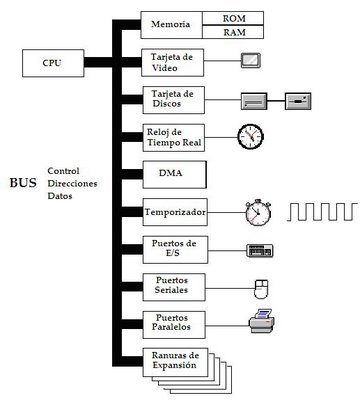 Memoria
ROM
RAM
CPU
Tarjeta de
Video
Tarjeta de
Discos
Reloj de
Tiempo Real
BUS
Control
Direcciones
Datos
DMA
Temporizador
Puertos de
E/S
Puertos
Seriales
Puertos
Paralelos
Ranuras de
Expansión